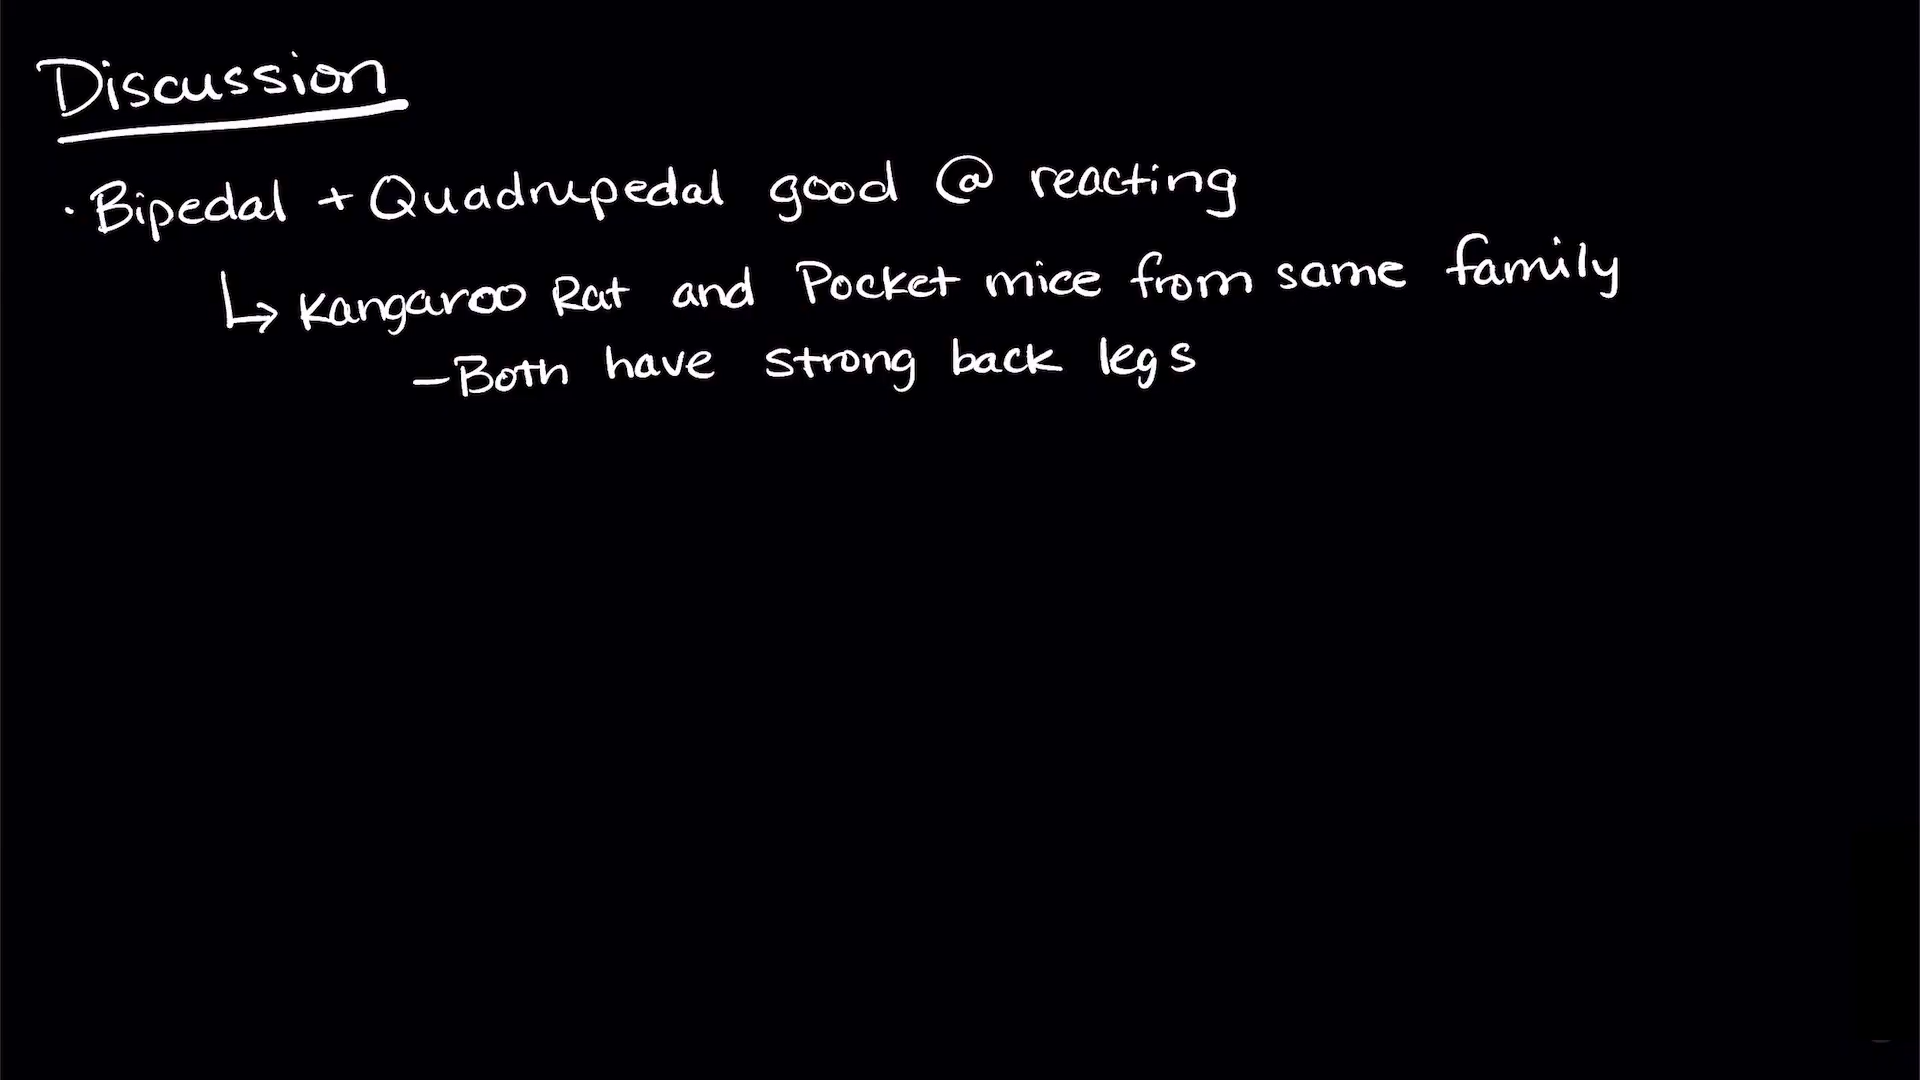 Discussion
· Bipedal + Quadrupedal good @ reacting
↳ Kangaroo Rat and Pocket mice from same family
- Both have strong back legs